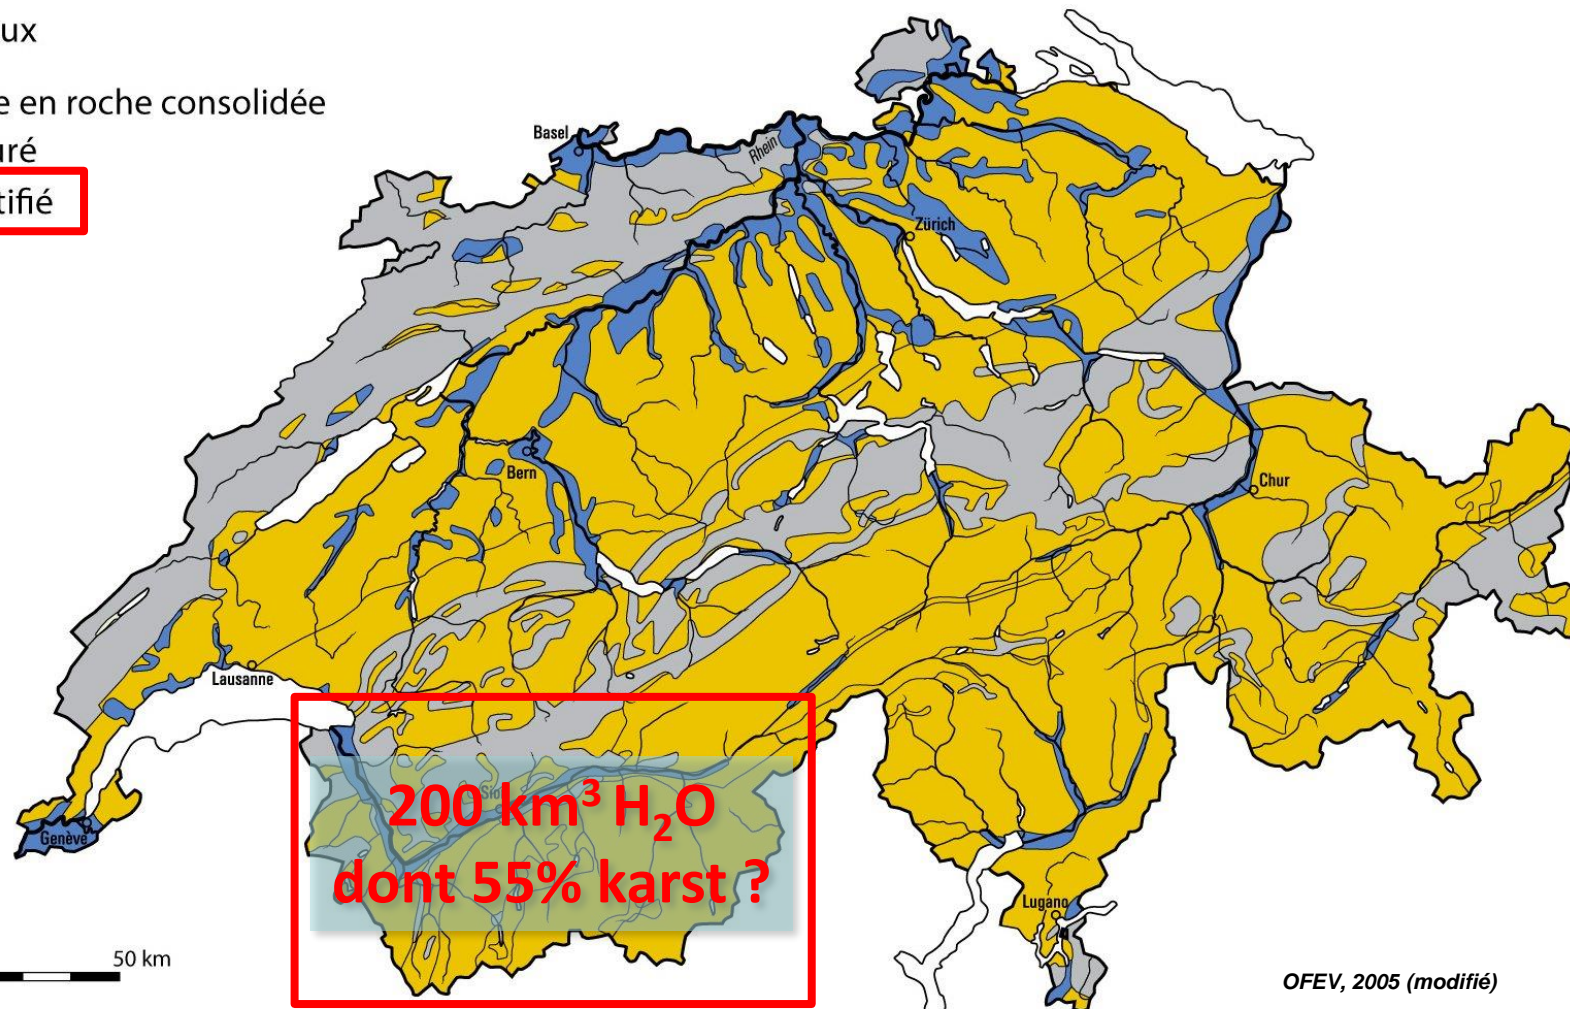 ux
e en roche consolidée
uré
tifié
Basel
Rhein
Zürich
Bern
Chur
Lausanne
Sio
200 km³ H₂O
dont 55% karst ?
Genève
Lugano
50 km
OFEV, 2005 (modifié)